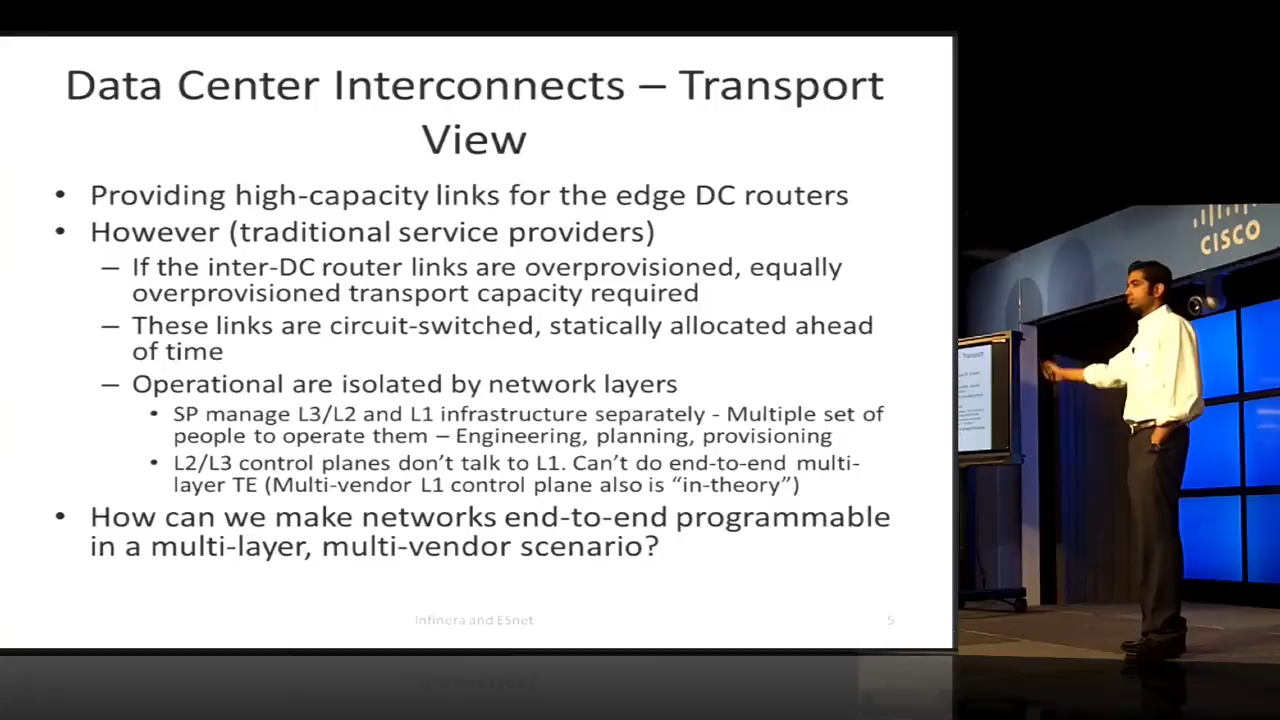 Data Center Interconnects – Transport
View
• Providing high-capacity links for the edge DC routers
• However (traditional service providers)
– If the inter-DC router links are overprovisioned, equally
overprovisioned transport capacity required
– These links are circuit-switched, statically allocated ahead
of time
– Operational are isolated by network layers
• SP manage L3/L2 and L1 infrastructure separately - Multiple set of
people to operate them – Engineering, planning, provisioning
• L2/L3 control planes don't talk to L1. Can't do end-to-end multi-
layer TE (Multi-vendor L1 control plane also is "in-theory")
• How can we make networks end-to-end programmable
in a multi-layer, multi-vendor scenario?
Infinera and ESnet
5
CISCO